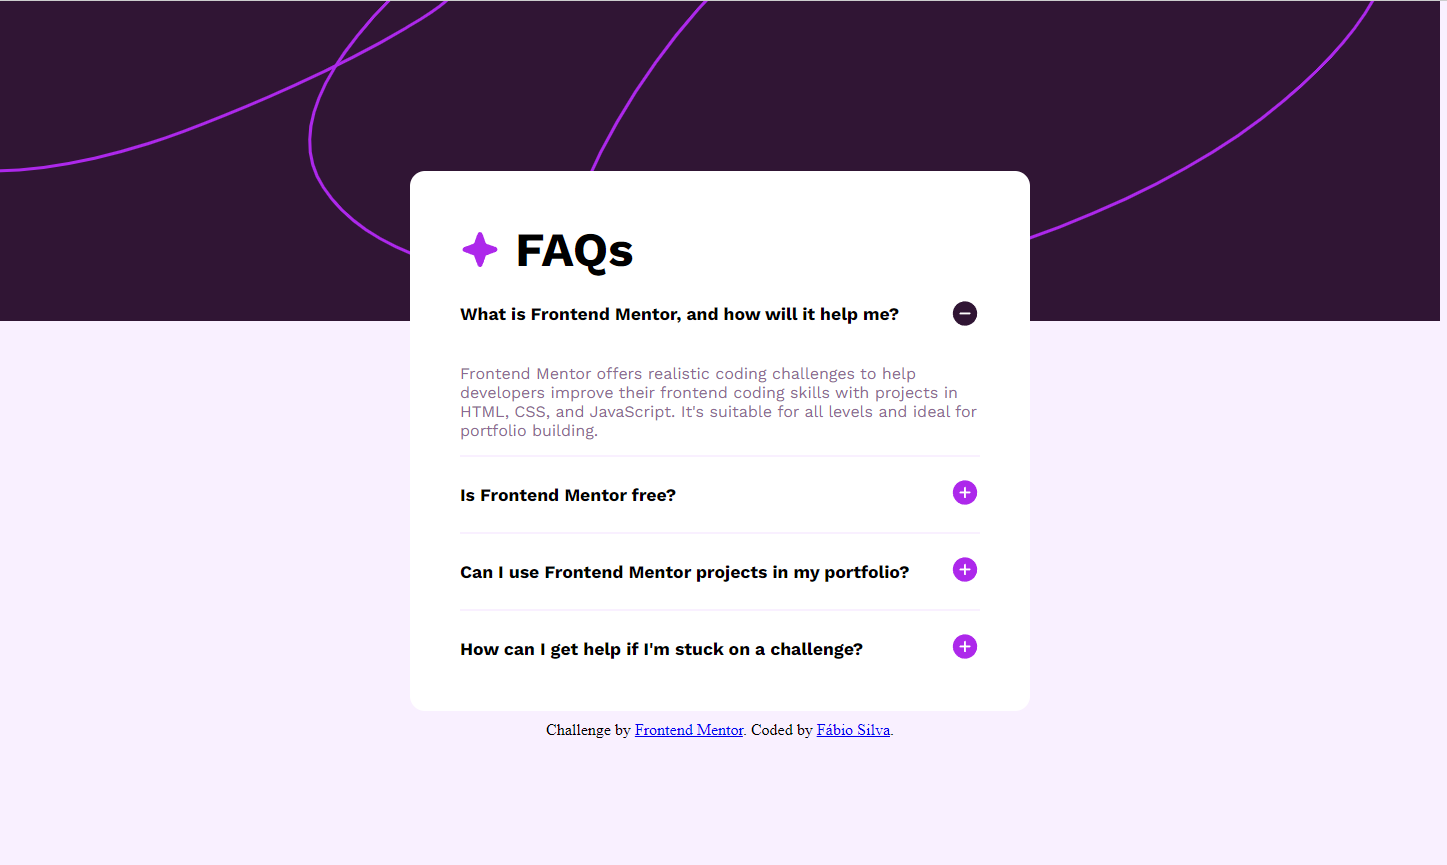 FAQs
What is Frontend Mentor, and how will it help me?
Frontend Mentor offers realistic coding challenges to help
developers improve their frontend coding skills with projects in
HTML, CSS, and JavaScript. It's suitable for all levels and ideal for
portfolio building.
Is Frontend Mentor free?
Can I use Frontend Mentor projects in my portfolio?
How can I get help if I'm stuck on a challenge?
Challenge by Frontend Mentor. Coded by Fábio Silva.